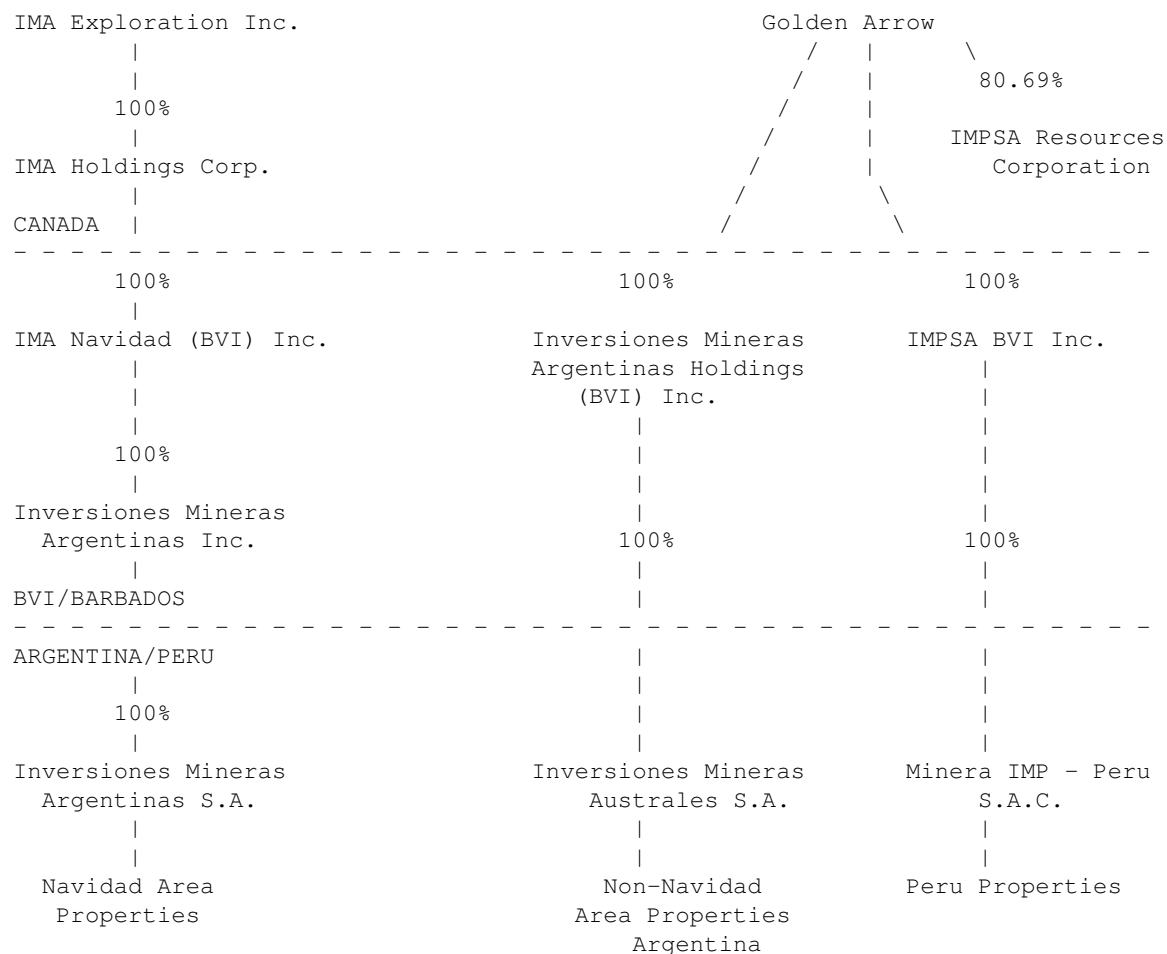 IMA Exploration Inc. Golden Arrow
80.69%
100%
IMPSA Resources
IMA Holdings Corp. Corporation
CANADA
100% 100% 100%
IMA Navidad (BVI) Inc. Inversiones Mineras IMPSA BVI Inc.
Argentinas Holdings
(BVI) Inc.
100%
Inversiones Mineras
Argentinas Inc. 100% 100%
BVI/BARBADOS
ARGENTINA/PERU
100%
Inversiones Mineras Inversiones Mineras Minera IMP - Peru
Argentinas S.A. Australes S.A. S.A.C.
Navidad Area Non-Navidad Peru Properties
Properties Area Properties
Argentina